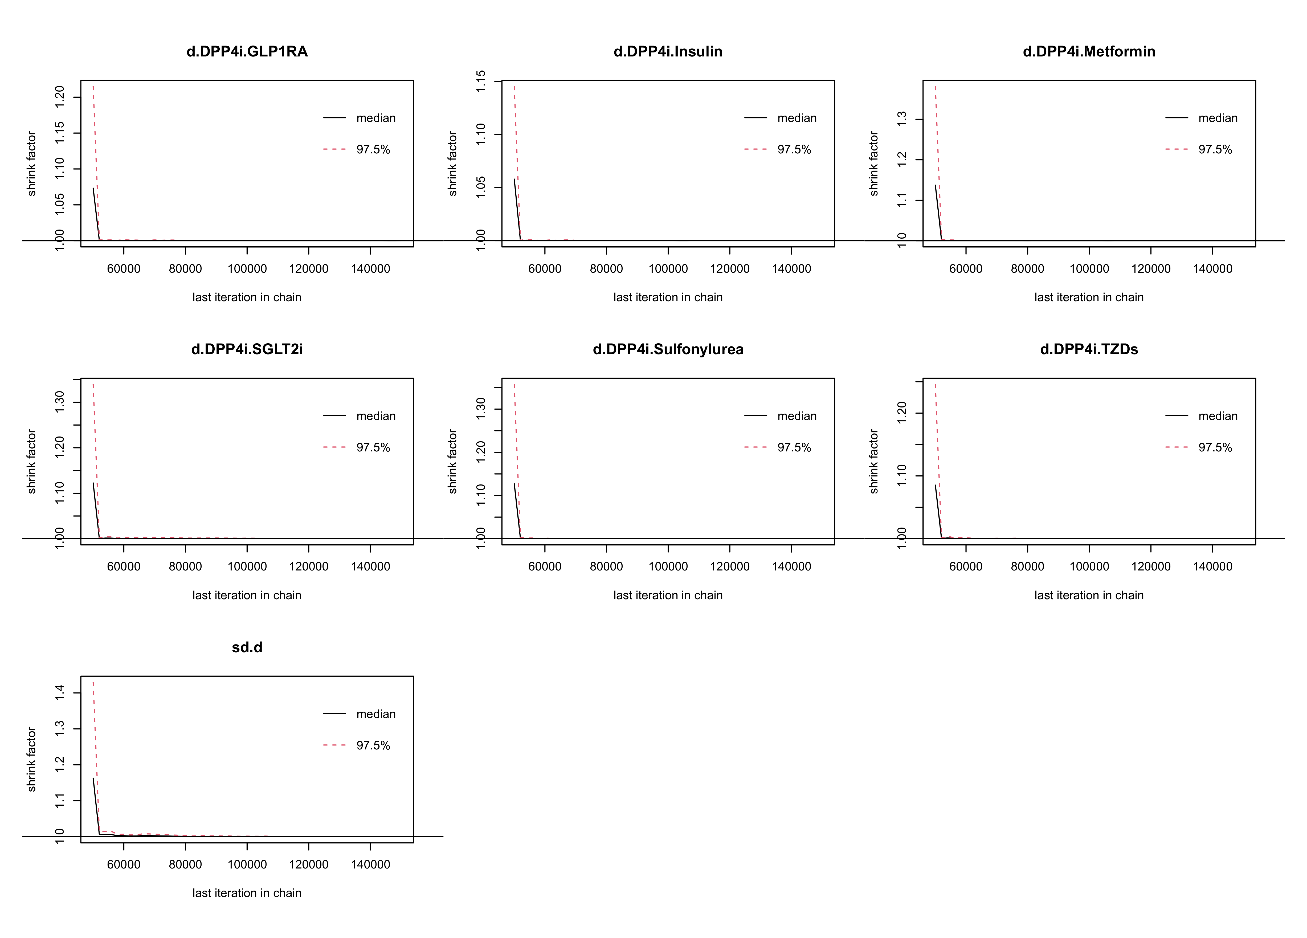 d.DPP4i.GLP1RA
shrink factor
1.00 1.05 1.10 1.15 1.20
median
97.5%
60000 80000 100000 120000 140000
last iteration in chain
d.DPP4i.Insulin
shrink factor
1.00 1.05 1.10 1.15
median
97.5%
60000 80000 100000 120000 140000
last iteration in chain
d.DPP4i.Metformin
shrink factor
1.0 1.1 1.2 1.3
median
97.5%
60000 80000 100000 120000 140000
last iteration in chain
d.DPP4i.SGLT2i
shrink factor
1.00 1.10 1.20 1.30
median
97.5%
60000 80000 100000 120000 140000
last iteration in chain
d.DPP4i.Sulfonylurea
shrink factor
1.00 1.10 1.20 1.30
median
97.5%
60000 80000 100000 120000 140000
last iteration in chain
d.DPP4i.TZDs
shrink factor
1.00 1.10 1.20
median
97.5%
60000 80000 100000 120000 140000
last iteration in chain
sd.d
shrink factor
1.0 1.1 1.2 1.3 1.4
median
97.5%
60000 80000 100000 120000 140000
last iteration in chain